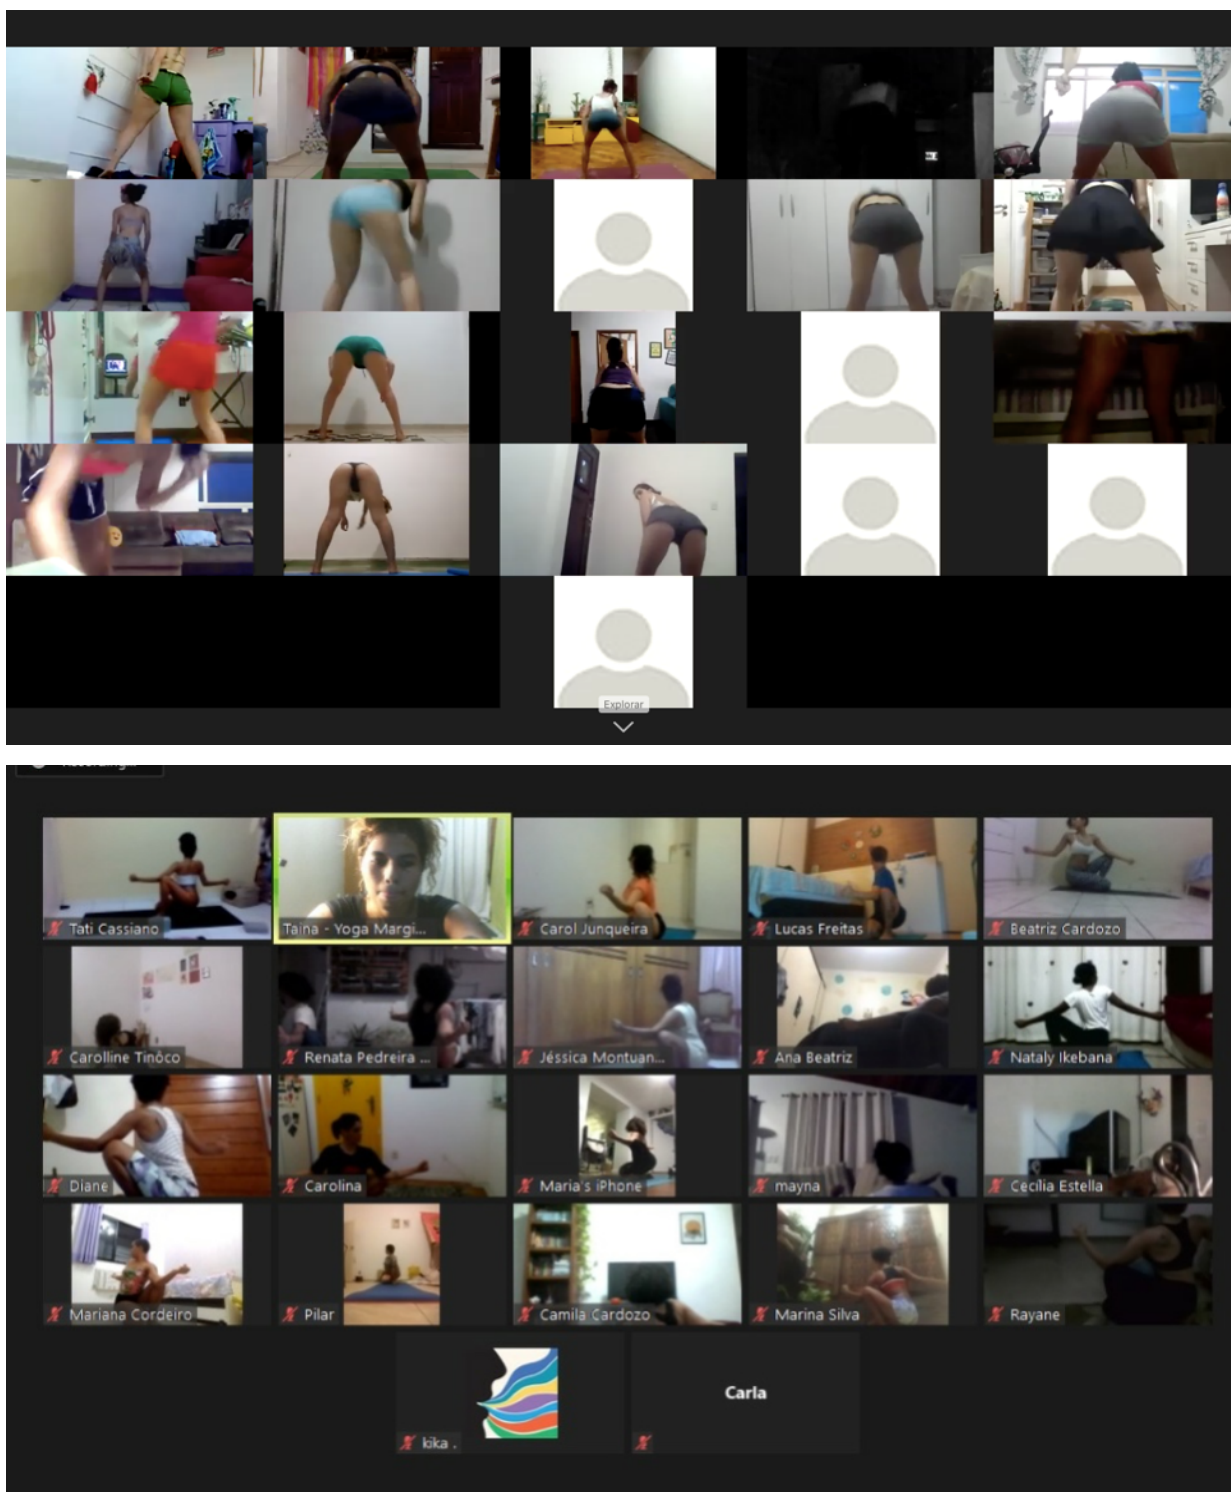 Explorar
Tati Cassiano
Taina - Yoga Margi...
Carol Junqueira
Lucas Freitas
Beatriz Cardozo
Carolline Tinôco
Renata Pedreira ...
Jéssica Montuan...
Ana Beatriz
Nataly Ikebana
Diane
Carolina
Maria's iPhone
mayna
Cecília Estella
Mariana Cordeiro
Pilar
Camila Cardozo
Marina Silva
Rayane
kika .
Carla